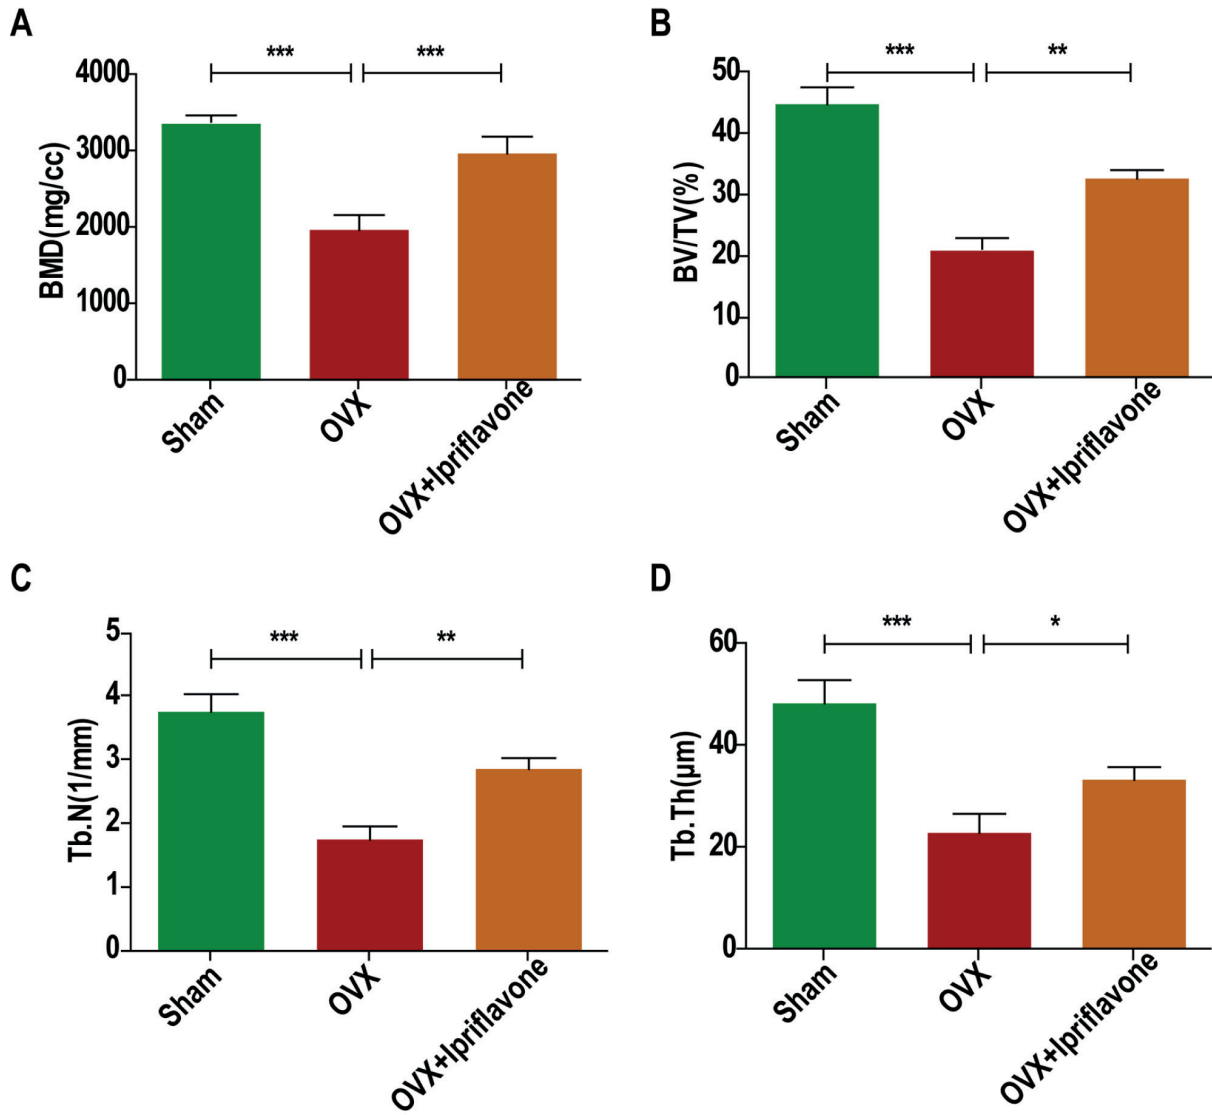 A
*** ***
4000
3000
2000
1000
0
BMD(mg/cc)
Sham
OVX
OVX+Ipriflavone
B
*** **
50
40
30
20
10
0
BV/TV(%)
Sham
OVX
OVX+Ipriflavone
C
*** **
5
4
3
2
1
0
Tb.N(1/mm)
Sham
OVX
OVX+Ipriflavone
D
*** *
60
40
20
0
Tb.Th(μm)
Sham
OVX
OVX+Ipriflavone